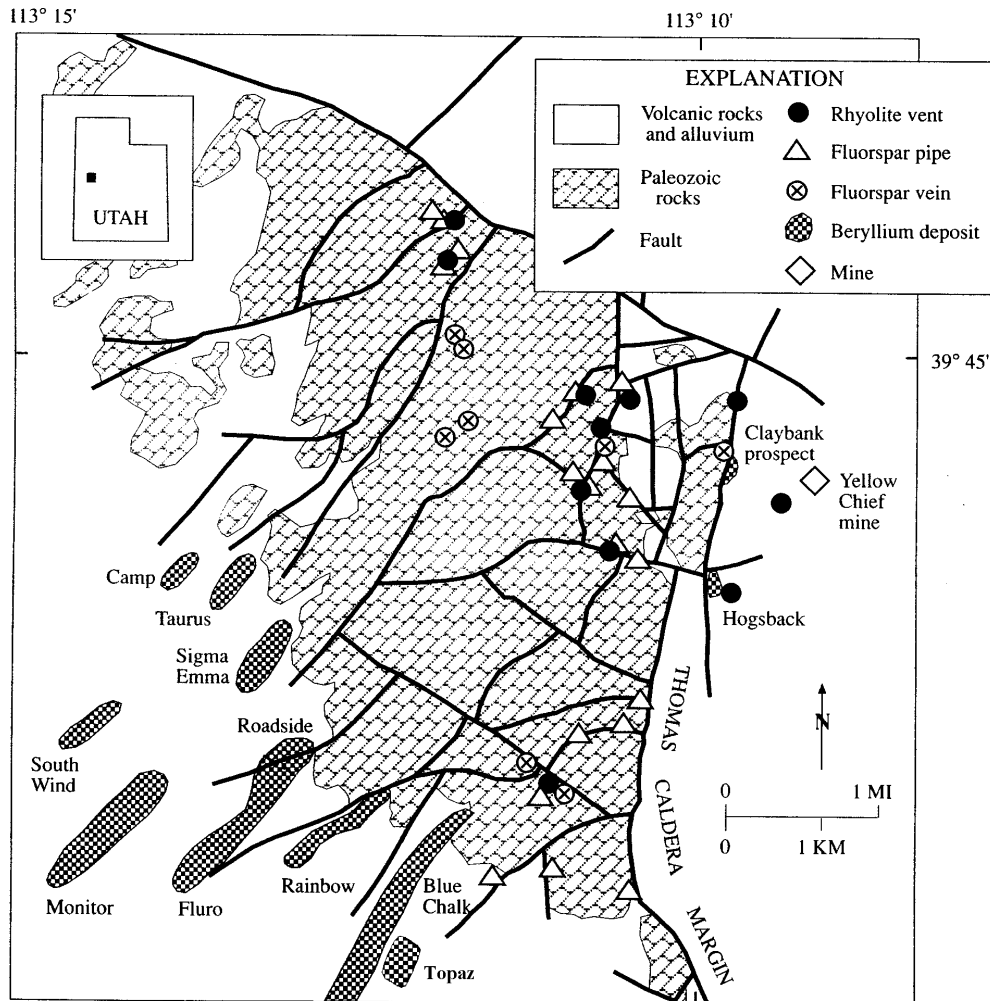 113° 15'
113° 10'
EXPLANATION
Volcanic rocks
and alluvium
Paleozoic
rocks
Fault
Rhyolite vent
Fluorspar pipe
Fluorspar vein
Beryllium deposit
Mine
UTAH
39° 45'
Claybank
prospect
Yellow
Chief
mine
Camp
Taurus
Hogsback
Sigma
Emma
Roadside
South
Wind
Monitor
Fluro
Rainbow
Blue
Chalk
Topaz
THOMAS
CALDERA
MARGIN
N
0
1 MI
0
1 KM